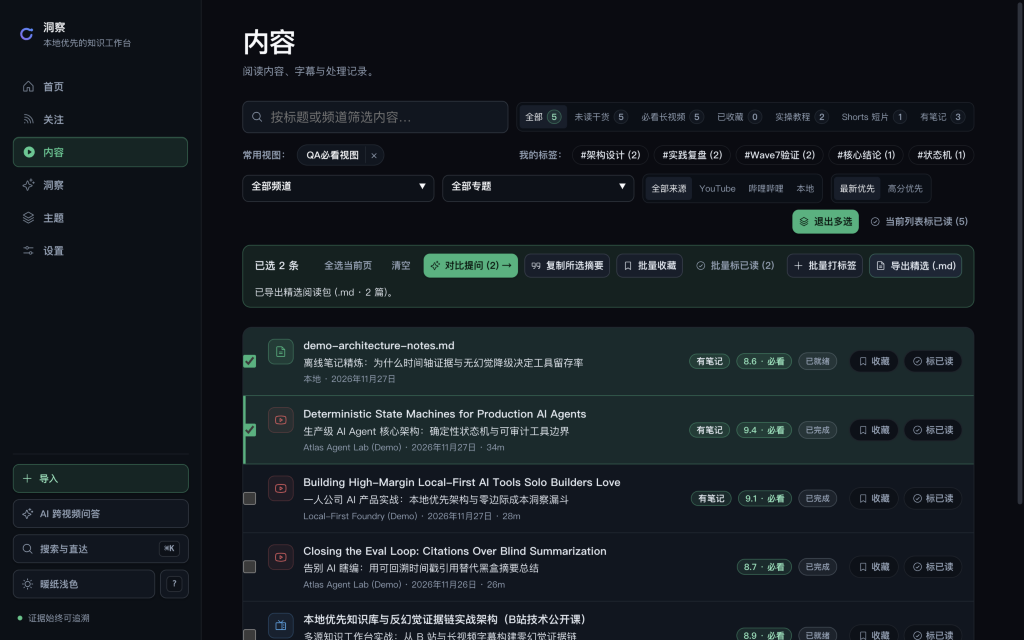 洞察
本地优先的知识工作台
首页
关注
内容
洞察
主题
设置
导入
AI 跨视频问答
搜索与直达 ⌘K
暖纸浅色 ?
证据始终可追溯
内容
阅读内容、字幕与处理记录。
按标题或频道筛选内容…
全部 5 未读干货 5 必看长视频 5 已收藏 0 实操教程 2 Shorts 短片 1 有笔记 3
常用视图： QA必看视图 × 我的标签： #架构设计 (2) #实践复盘 (2) #Wave7验证 (2) #核心结论 (1) #状态机 (1)
全部频道 ▼ 全部专题 ▼ 全部来源 YouTube 哔哩哔哩 本地 最新优先 高分优先
退出多选 当前列表标已读 (5)
已选 2 条 全选当前页 清空 对比提问 (2) → 复制所选摘要 批量收藏 批量标已读 (2) 批量打标签 导出精选 (.md)
已导出精选阅读包 (.md · 2 篇)。
demo-architecture-notes.md
离线笔记精炼：为什么时间轴证据与无幻觉降级决定工具留存率
本地 · 2026年11月27日
有笔记 8.6 · 必看 已就绪 收藏 标已读
Deterministic State Machines for Production AI Agents
生产级 AI Agent 核心架构：确定性状态机与可审计工具边界
Atlas Agent Lab (Demo) · 2026年11月27日 · 34m
有笔记 9.4 · 必看 已完成 收藏 标已读
Building High-Margin Local-First AI Tools Solo Builders Love
一人公司 AI 产品实战：本地优先架构与零边际成本洞察漏斗
Local-First Foundry (Demo) · 2026年11月27日 · 28m
有笔记 9.1 · 必看 已完成 收藏 标已读
Closing the Eval Loop: Citations Over Blind Summarization
告别 AI 瞎编：用可回溯时间戳引用替代黑盒摘要总结
Atlas Agent Lab (Demo) · 2026年11月26日 · 26m
8.7 · 必看 已完成 收藏 标已读
本地优先知识库与反幻觉证据链实战架构（B站技术公开课）
多源知识工作台实战：从 B 站与长视频字幕构建零幻觉证据链
8.9 · 必看 已就绪 收藏 标已读